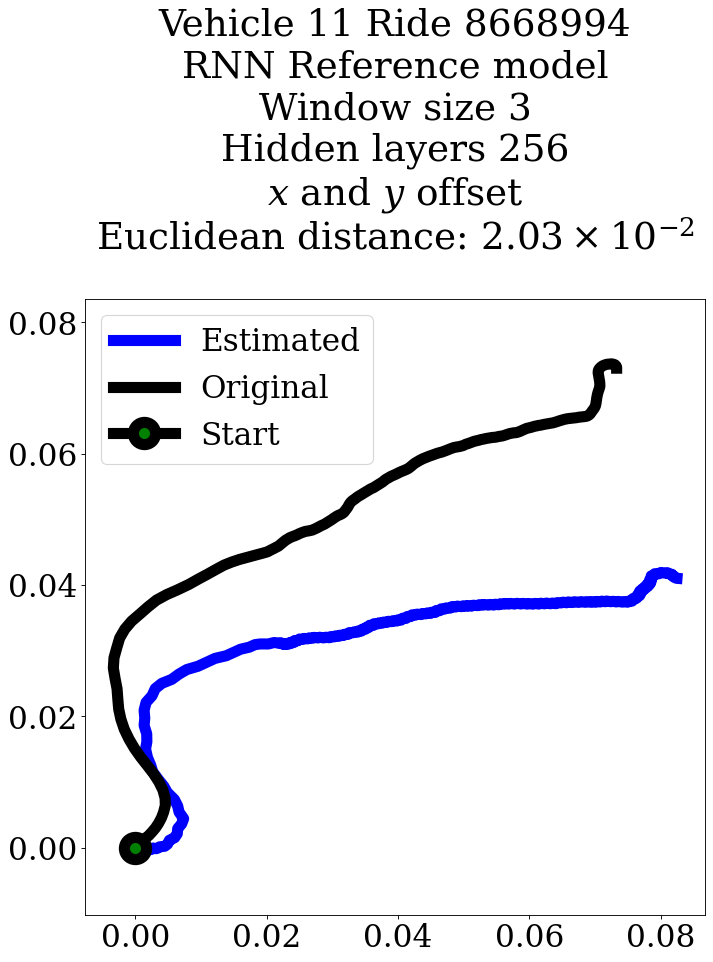 Vehicle 11 Ride 8668994
RNN Reference model
Window size 3
Hidden layers 256
x and y offset
Euclidean distance: 2.03 × 10⁻²
Estimated
Original
Start
0.08
0.06
0.04
0.02
0.00
0.00 0.02 0.04 0.06 0.08